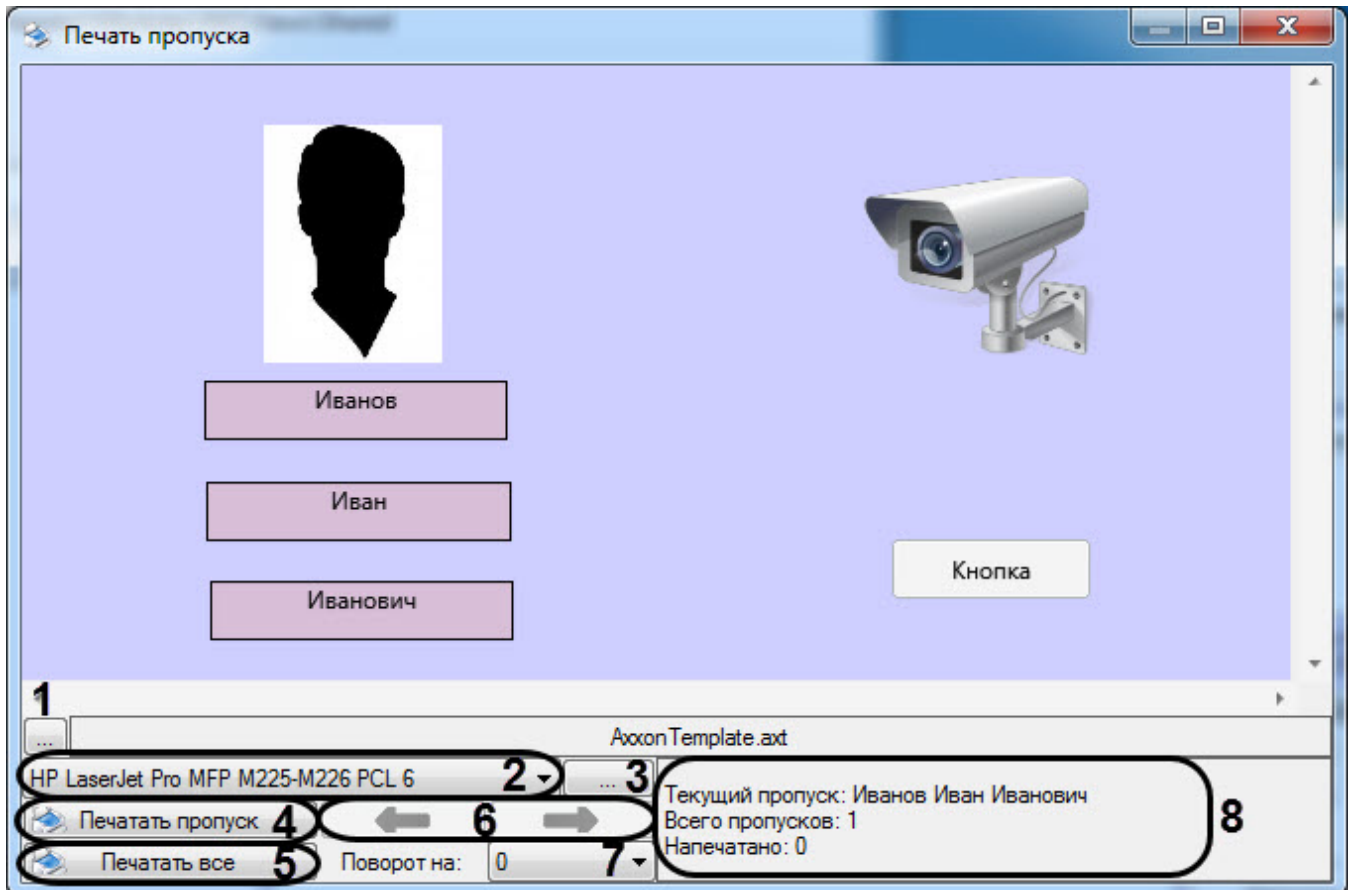 Печать пропуска
Иванов
Иван
Иванович
Кнопка
1
... AxxonTemplate.axt
HP LaserJet Pro MFP M225-M226 PCL 6 2 ... 3
Печатать пропуск 4 6
Печатать все 5 Поворот на: 0 7
Текущий пропуск: Иванов Иван Иванович
Всего пропусков: 1
Напечатано: 0
8